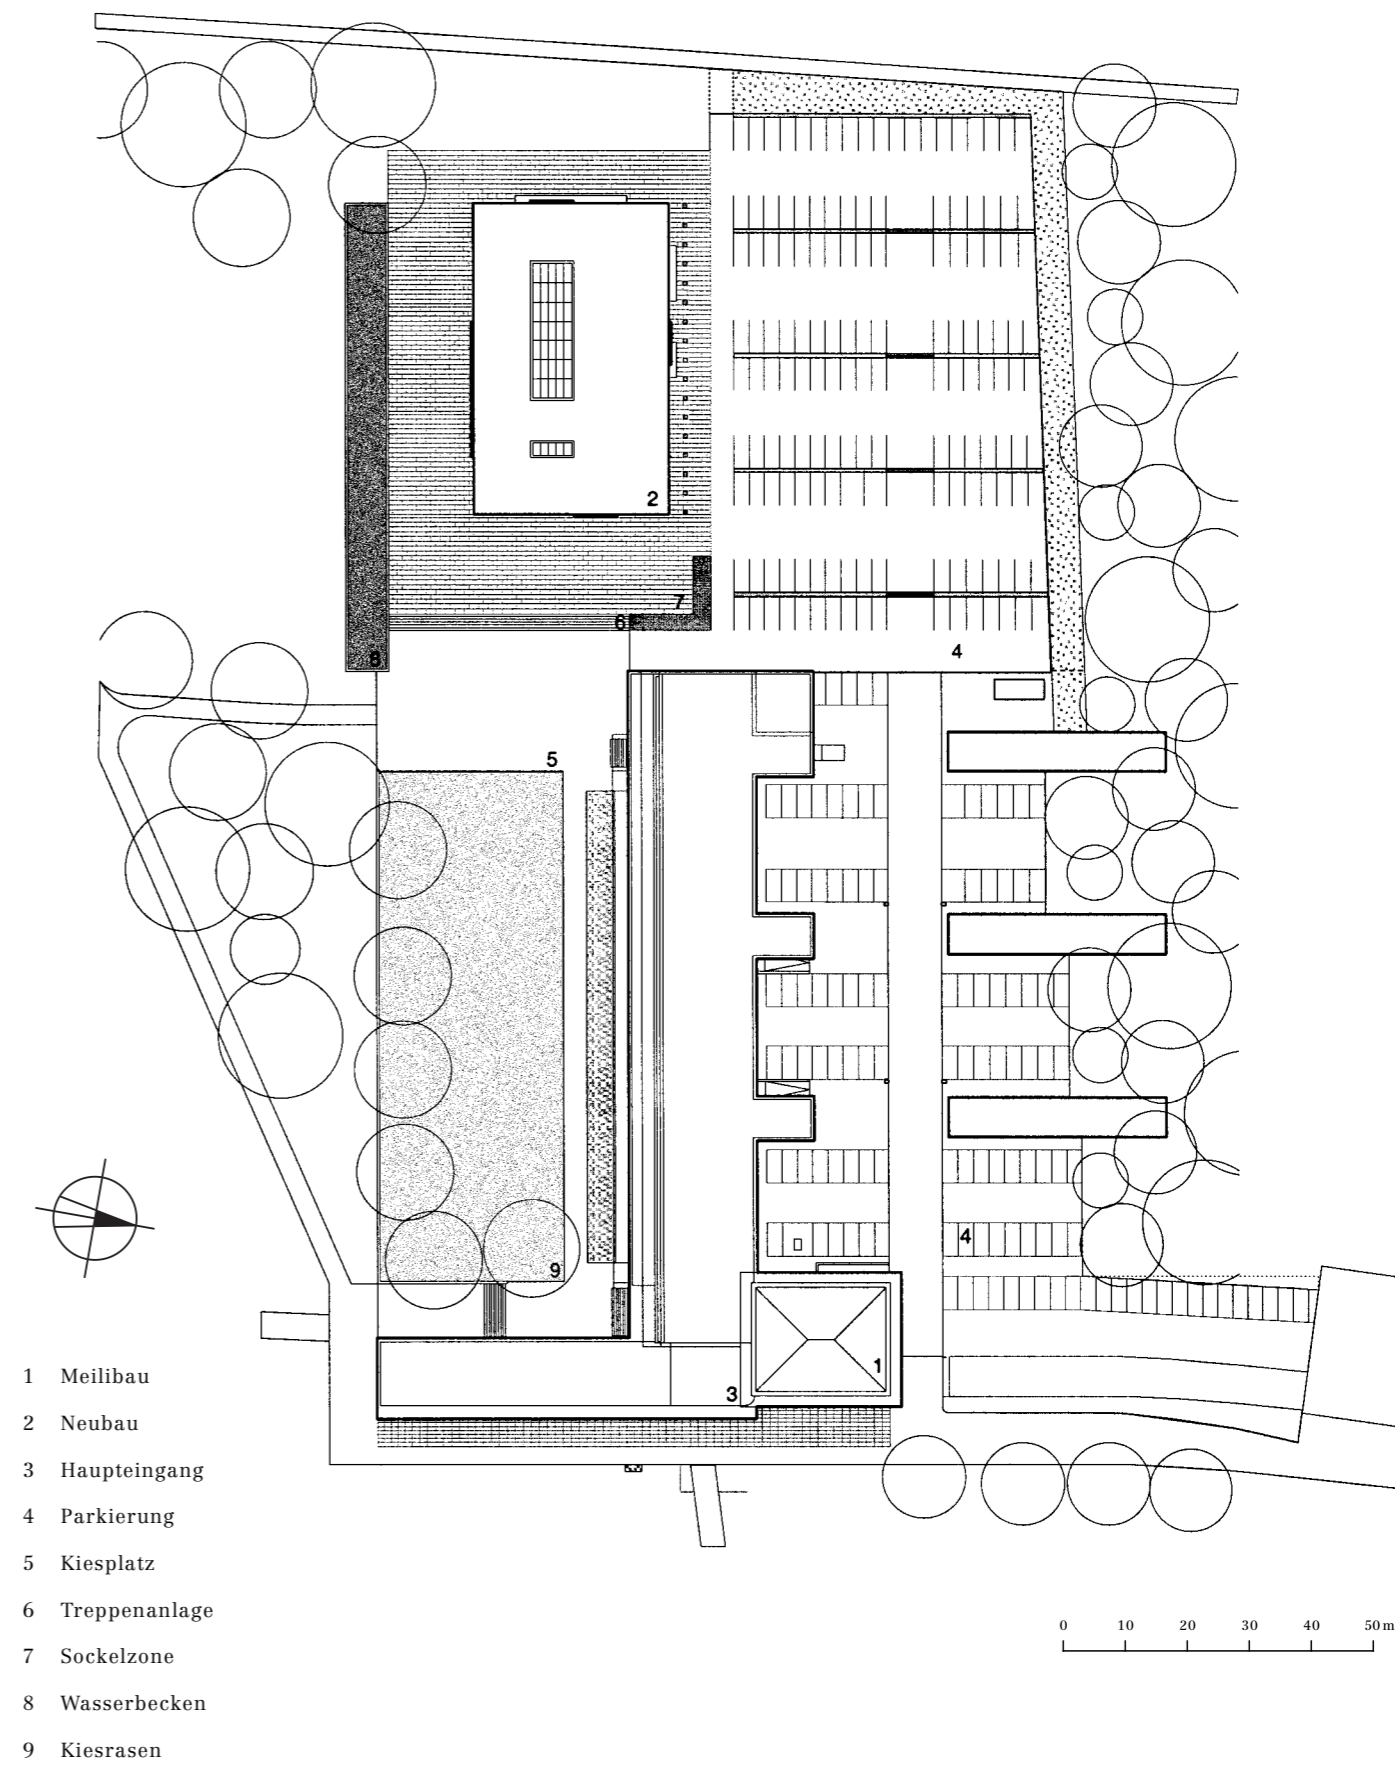 2
7
6
8
4
5
4
9
1
3
1 Meilibau
2 Neubau
3 Haupteingang
4 Parkierung
5 Kiesplatz
6 Treppenanlage
7 Sockelzone
8 Wasserbecken
9 Kiesrasen
0 10 20 30 40 50 m